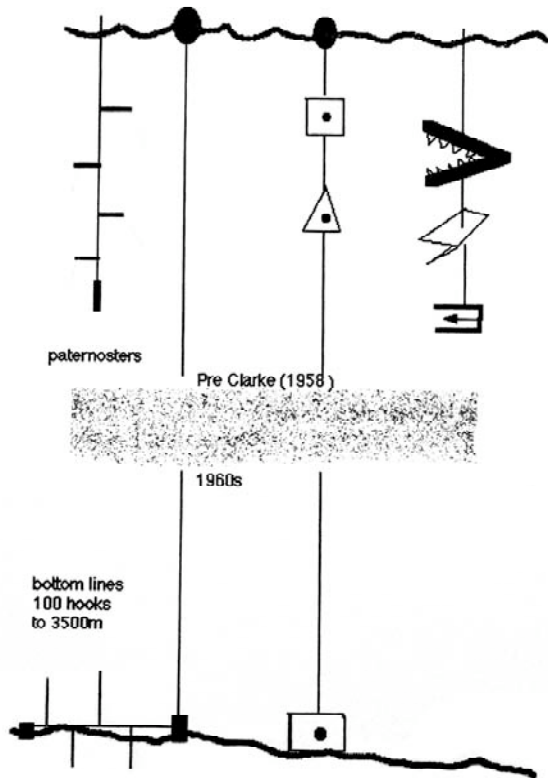 paternosters
Pre Clarke (1958)
1960s
bottom lines
100 hooks
to 3500m